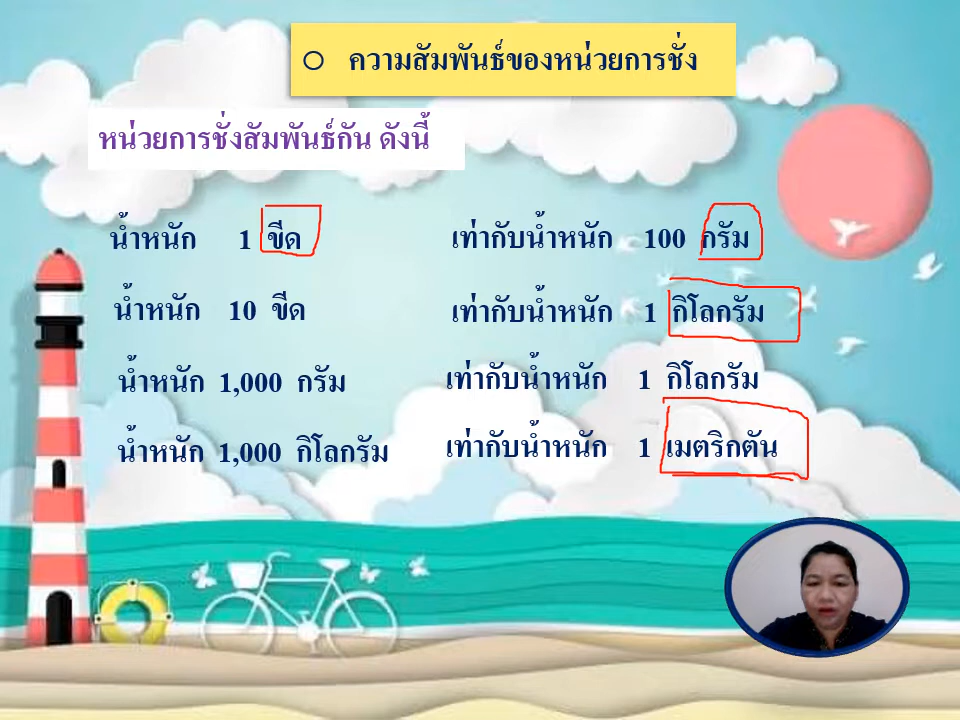 ○ ความสัมพันธ์ของหน่วยการชั่ง
หน่วยการชั่งสัมพันธ์กัน ดังนี้
น้ำหนัก 1 ขีด เท่ากับน้ำหนัก 100 กรัม
น้ำหนัก 10 ขีด เท่ากับน้ำหนัก 1 กิโลกรัม
น้ำหนัก 1,000 กรัม เท่ากับน้ำหนัก 1 กิโลกรัม
น้ำหนัก 1,000 กิโลกรัม เท่ากับน้ำหนัก 1 เมตริกตัน